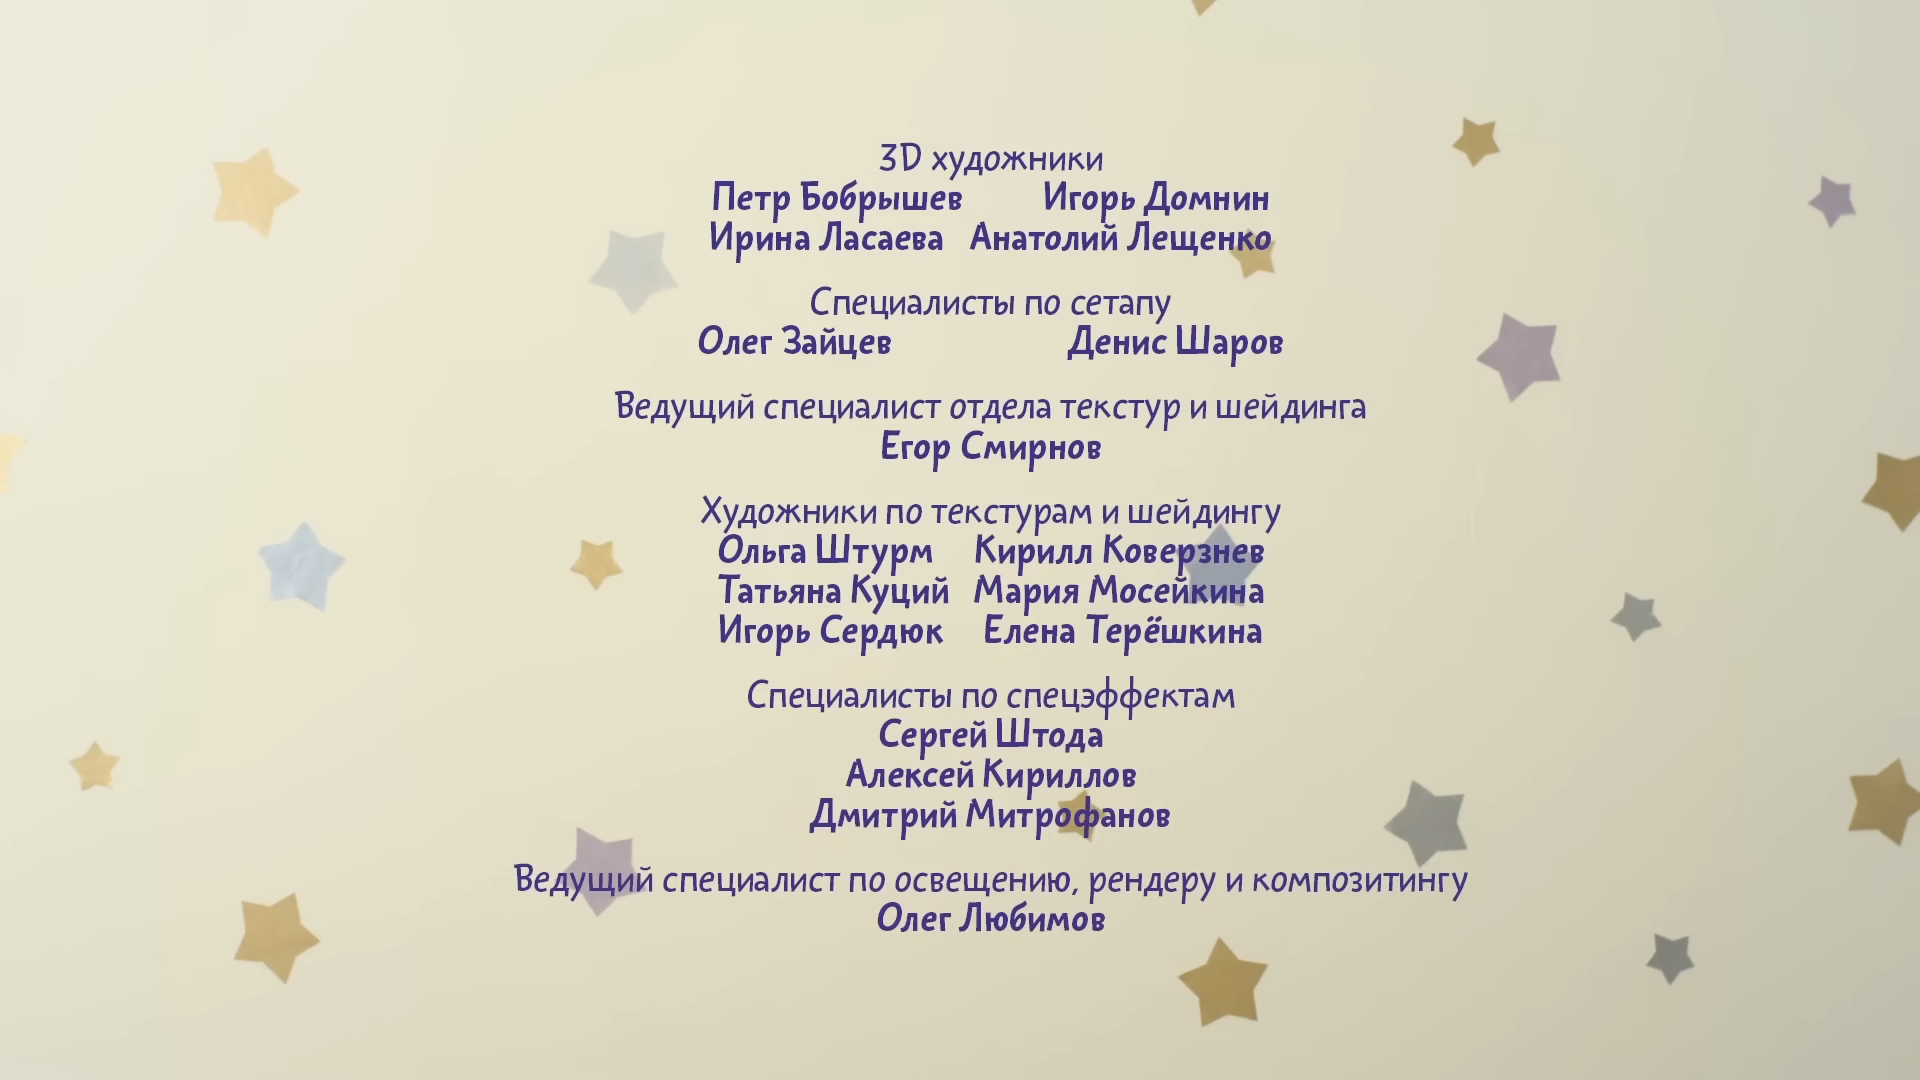 3D художники
Петр Бобрышев Игорь Домнин
Ирина Ласаева Анатолий Лещенко
Специалисты по сетапу
Олег Зайцев Денис Шаров
Ведущий специалист отдела текстур и шейдинга
Егор Смирнов
Художники по текстурам и шейдингу
Ольга Штурм Кирилл Коверзнев
Татьяна Куций Мария Мосейкина
Игорь Сердюк Елена Терёшкина
Специалисты по спецэффектам
Сергей Штода
Алексей Кириллов
Дмитрий Митрофанов
Ведущий специалист по освещению, рендеру и композитингу
Олег Любимов